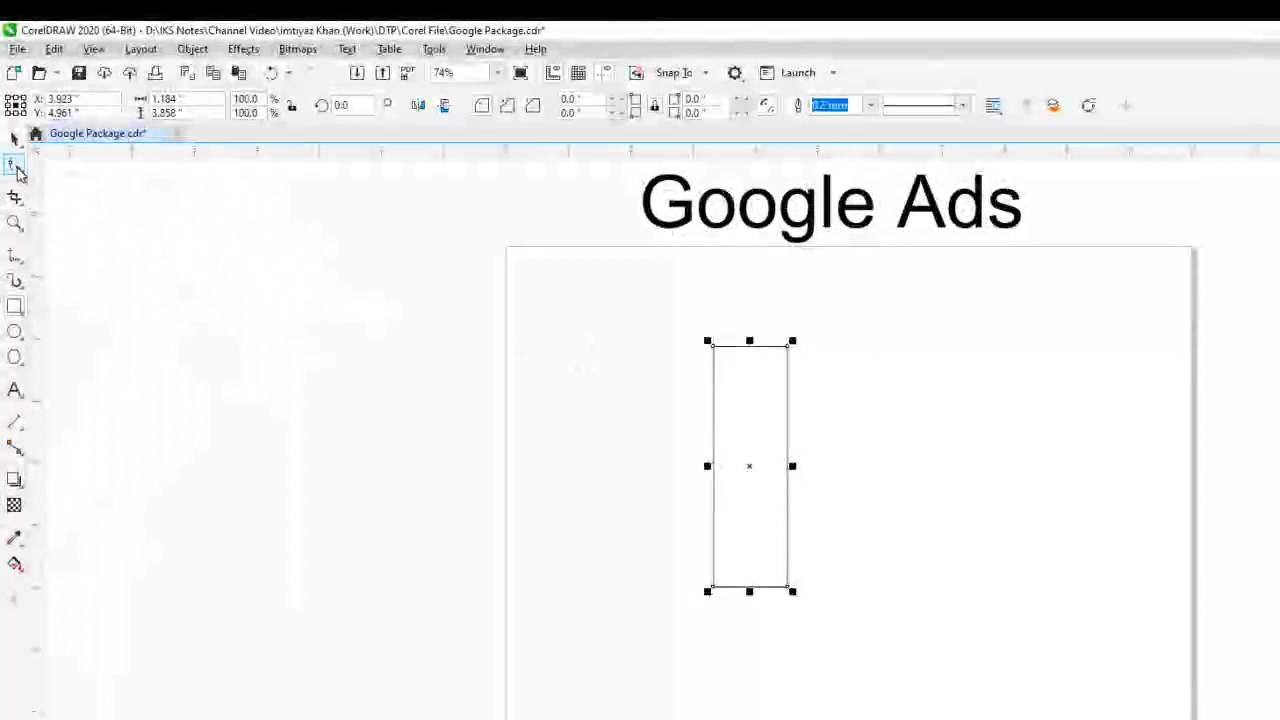 CorelDRAW 2020 (64-Bit) - D:\IKS Notes\Channel Video\Imtiyaz Khan (Work)\DTP\Corel File\Google Package.cdr*
File Edit View Layout Object Effects Bitmaps Text Table Tools Window Help
PDF 74% Snap To Launch
X: 3.923 " 1.184 " 100.0 % 0.0 0.0 " 0.0 "
Y: 4.961 " 3.858 " 100.0 % 0.0 " 0.0 "
Google Package.cdr*
Google Ads